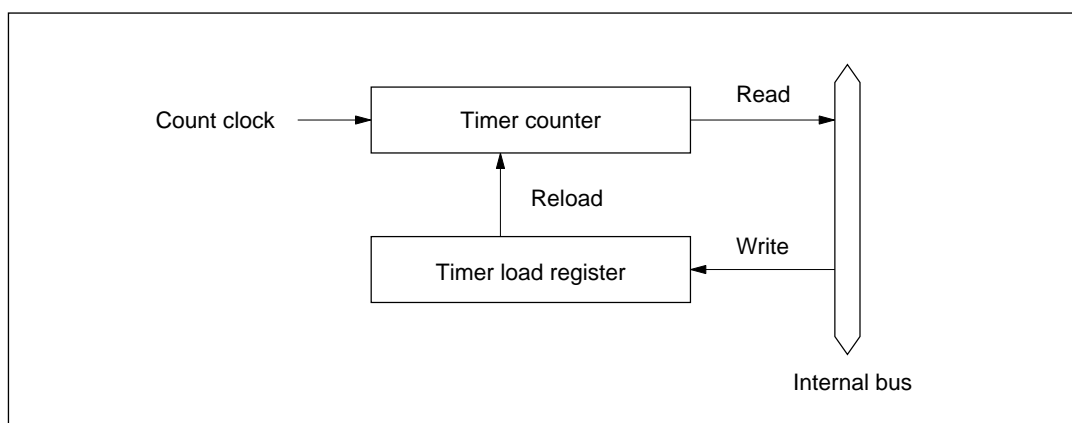 Read
Count clock
Timer counter
Reload
Write
Timer load register
Internal bus